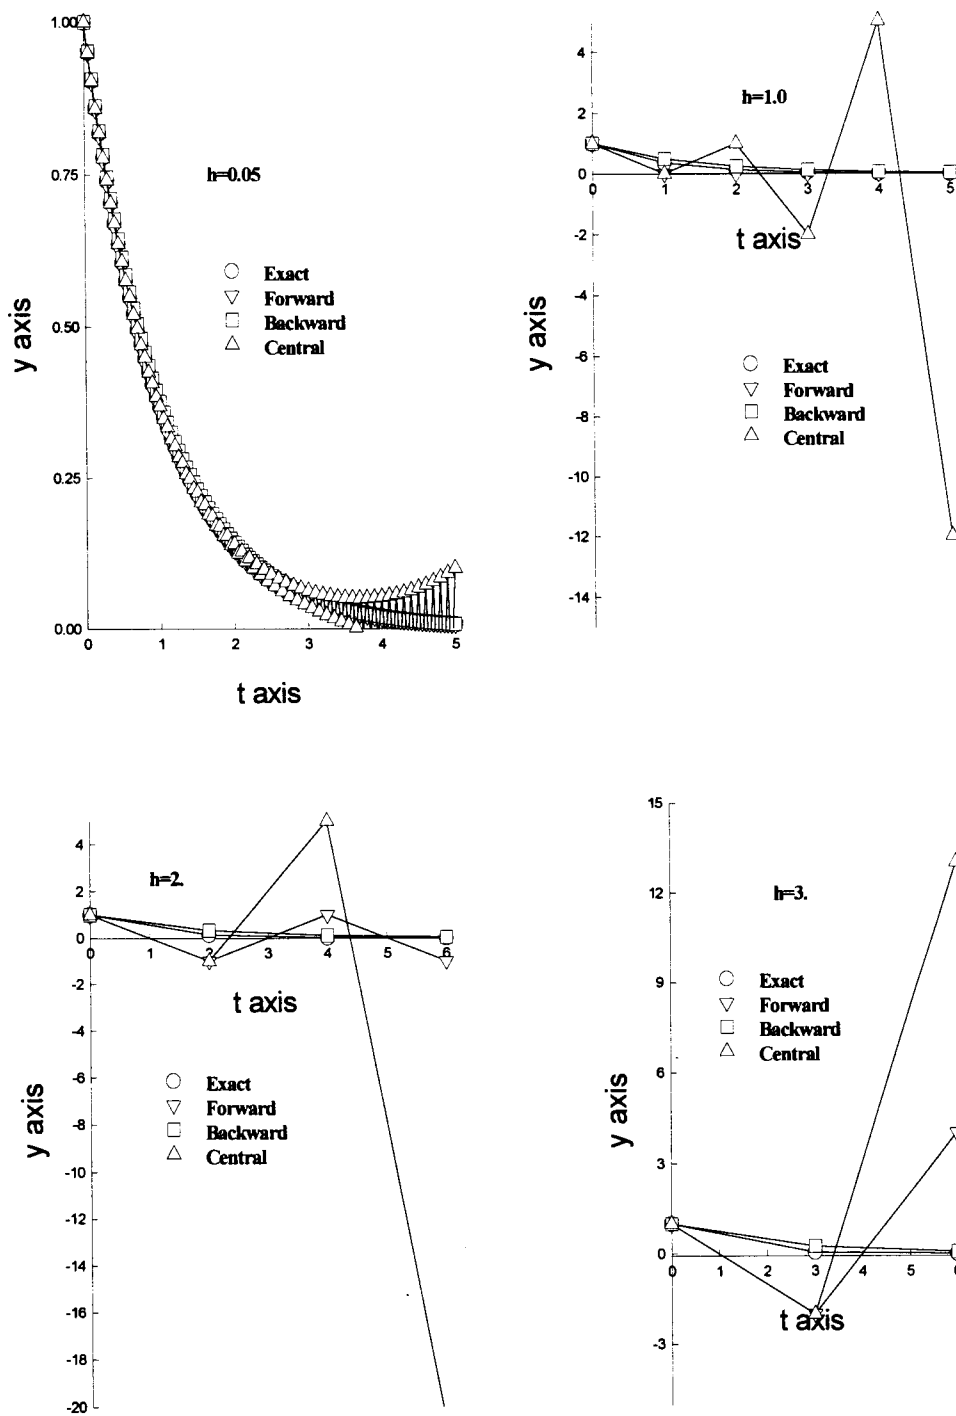 1.00
0.75
0.50
0.25
0.00
0 1 2 3 4 5
y axis
t axis
h=0.05
Exact
Forward
Backward
Central
4
2
0
-2
-4
-6
-8
-10
-12
-14
0 1 2 3 4 5
y axis
t axis
h=1.0
Exact
Forward
Backward
Central
4
2
0
-2
-4
-6
-8
-10
-12
-14
-16
-18
-20
0 2 4 6
y axis
t axis
h=2.
Exact
Forward
Backward
Central
15
12
9
6
3
0
-3
0 1 2 3 4 5 6
y axis
t axis
h=3.
Exact
Forward
Backward
Central